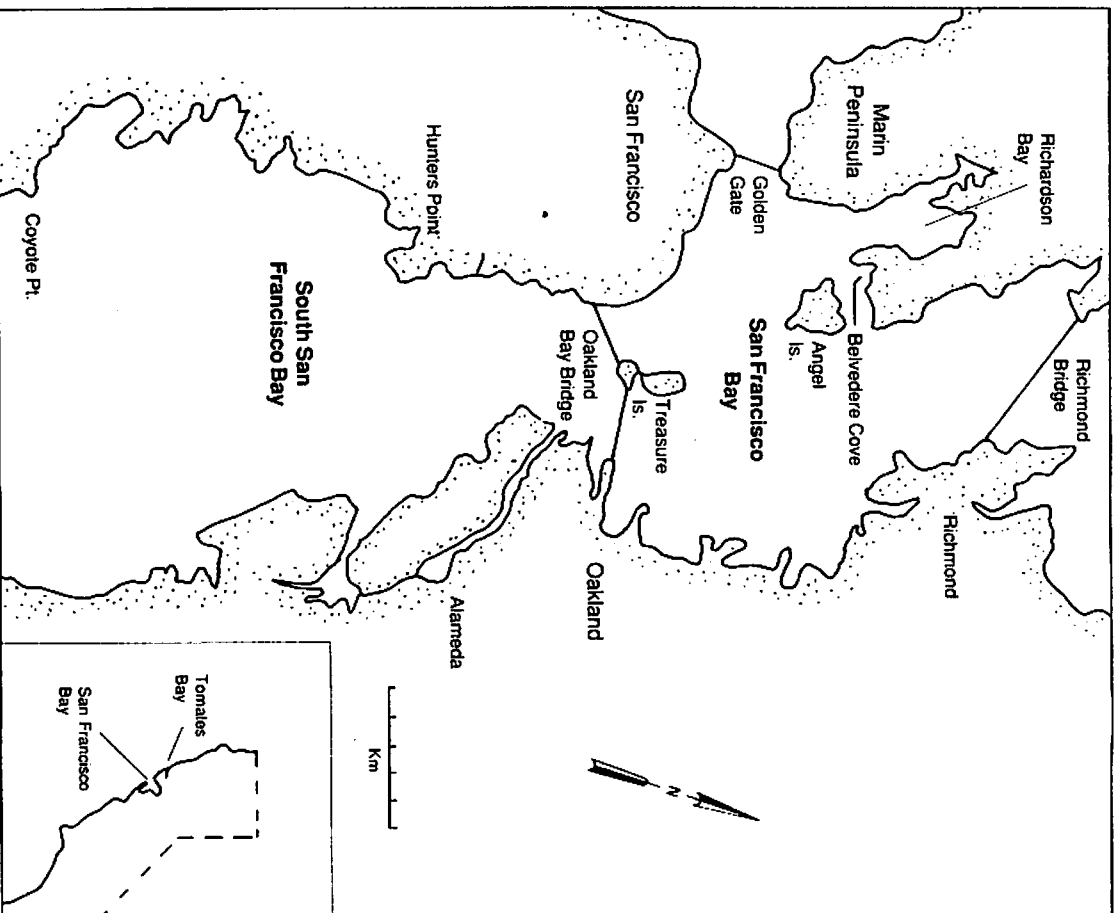 Richardson
Bay
Marin
Peninsula
Richmond
Bridge
Golden
Gate
San Francisco
Belvedere Cove
Angel
Is.
San Francisco
Bay
Richmond
Treasure
Is.
Oakland
Bay Bridge
Oakland
Hunters Point
South San
Francisco Bay
Alameda
Coyote Pt.
Km
N
Tomales
Bay
San Francisco
Bay